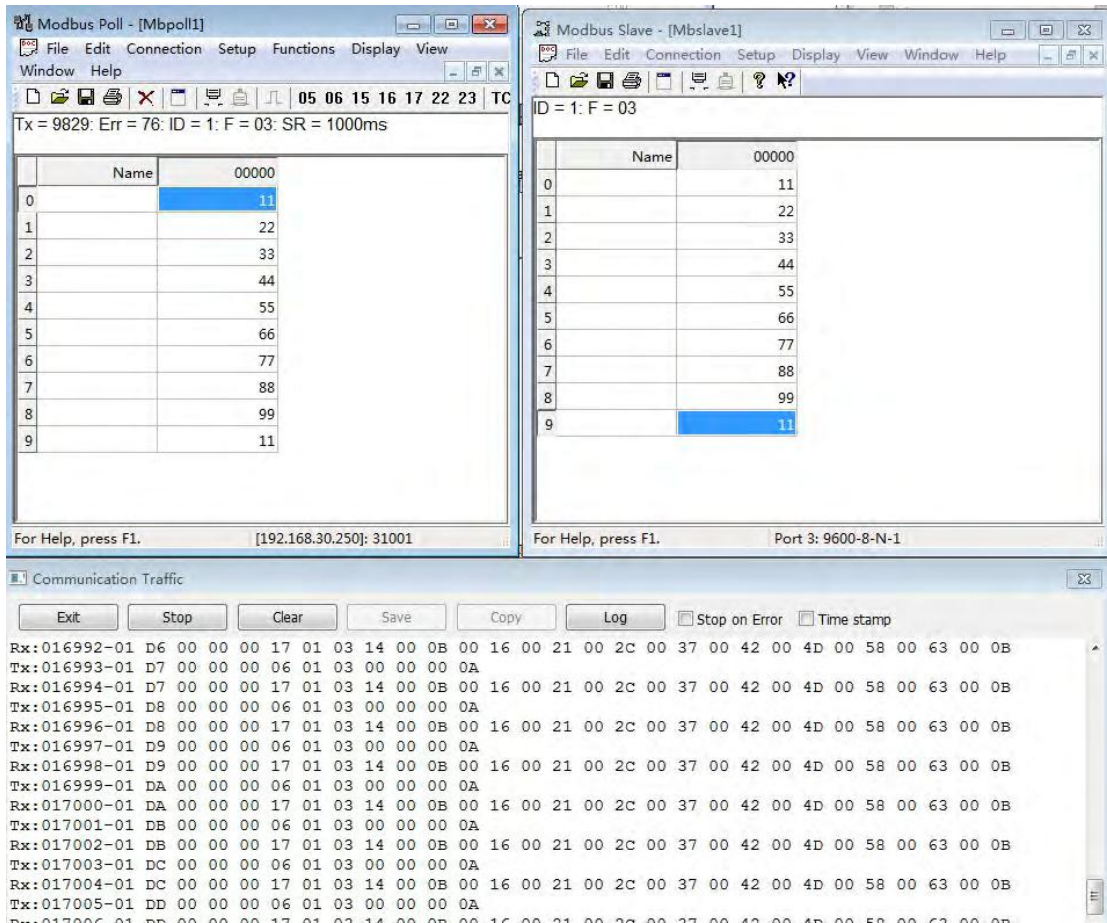 Modbus Poll - [Mbpoll1]
File Edit Connection Setup Functions Display View
Window Help
05 06 15 16 17 22 23 TC
Tx = 9829: Err = 76: ID = 1: F = 03: SR = 1000ms
Name 00000
0 11
1 22
2 33
3 44
4 55
5 66
6 77
7 88
8 99
9 11
For Help, press F1. [192.168.30.250]: 31001
Modbus Slave - [Mbslave1]
File Edit Connection Setup Display View Window Help
ID = 1: F = 03
Name 00000
0 11
1 22
2 33
3 44
4 55
5 66
6 77
7 88
8 99
9 11
For Help, press F1. Port 3: 9600-8-N-1
Communication Traffic
Exit Stop Clear Save Copy Log Stop on Error Time stamp
Rx:016992-01 D6 00 00 00 17 01 03 14 00 0B 00 16 00 21 00 2C 00 37 00 42 00 4D 00 58 00 63 00 0B
Tx:016993-01 D7 00 00 00 06 01 03 00 00 00 0A
Rx:016994-01 D7 00 00 00 17 01 03 14 00 0B 00 16 00 21 00 2C 00 37 00 42 00 4D 00 58 00 63 00 0B
Tx:016995-01 D8 00 00 00 06 01 03 00 00 00 0A
Rx:016996-01 D8 00 00 00 17 01 03 14 00 0B 00 16 00 21 00 2C 00 37 00 42 00 4D 00 58 00 63 00 0B
Tx:016997-01 D9 00 00 00 06 01 03 00 00 00 0A
Rx:016998-01 D9 00 00 00 17 01 03 14 00 0B 00 16 00 21 00 2C 00 37 00 42 00 4D 00 58 00 63 00 0B
Tx:016999-01 DA 00 00 00 06 01 03 00 00 00 0A
Rx:017000-01 DA 00 00 00 17 01 03 14 00 0B 00 16 00 21 00 2C 00 37 00 42 00 4D 00 58 00 63 00 0B
Tx:017001-01 DB 00 00 00 06 01 03 00 00 00 0A
Rx:017002-01 DB 00 00 00 17 01 03 14 00 0B 00 16 00 21 00 2C 00 37 00 42 00 4D 00 58 00 63 00 0B
Tx:017003-01 DC 00 00 00 06 01 03 00 00 00 0A
Rx:017004-01 DC 00 00 00 17 01 03 14 00 0B 00 16 00 21 00 2C 00 37 00 42 00 4D 00 58 00 63 00 0B
Tx:017005-01 DD 00 00 00 06 01 03 00 00 00 0A